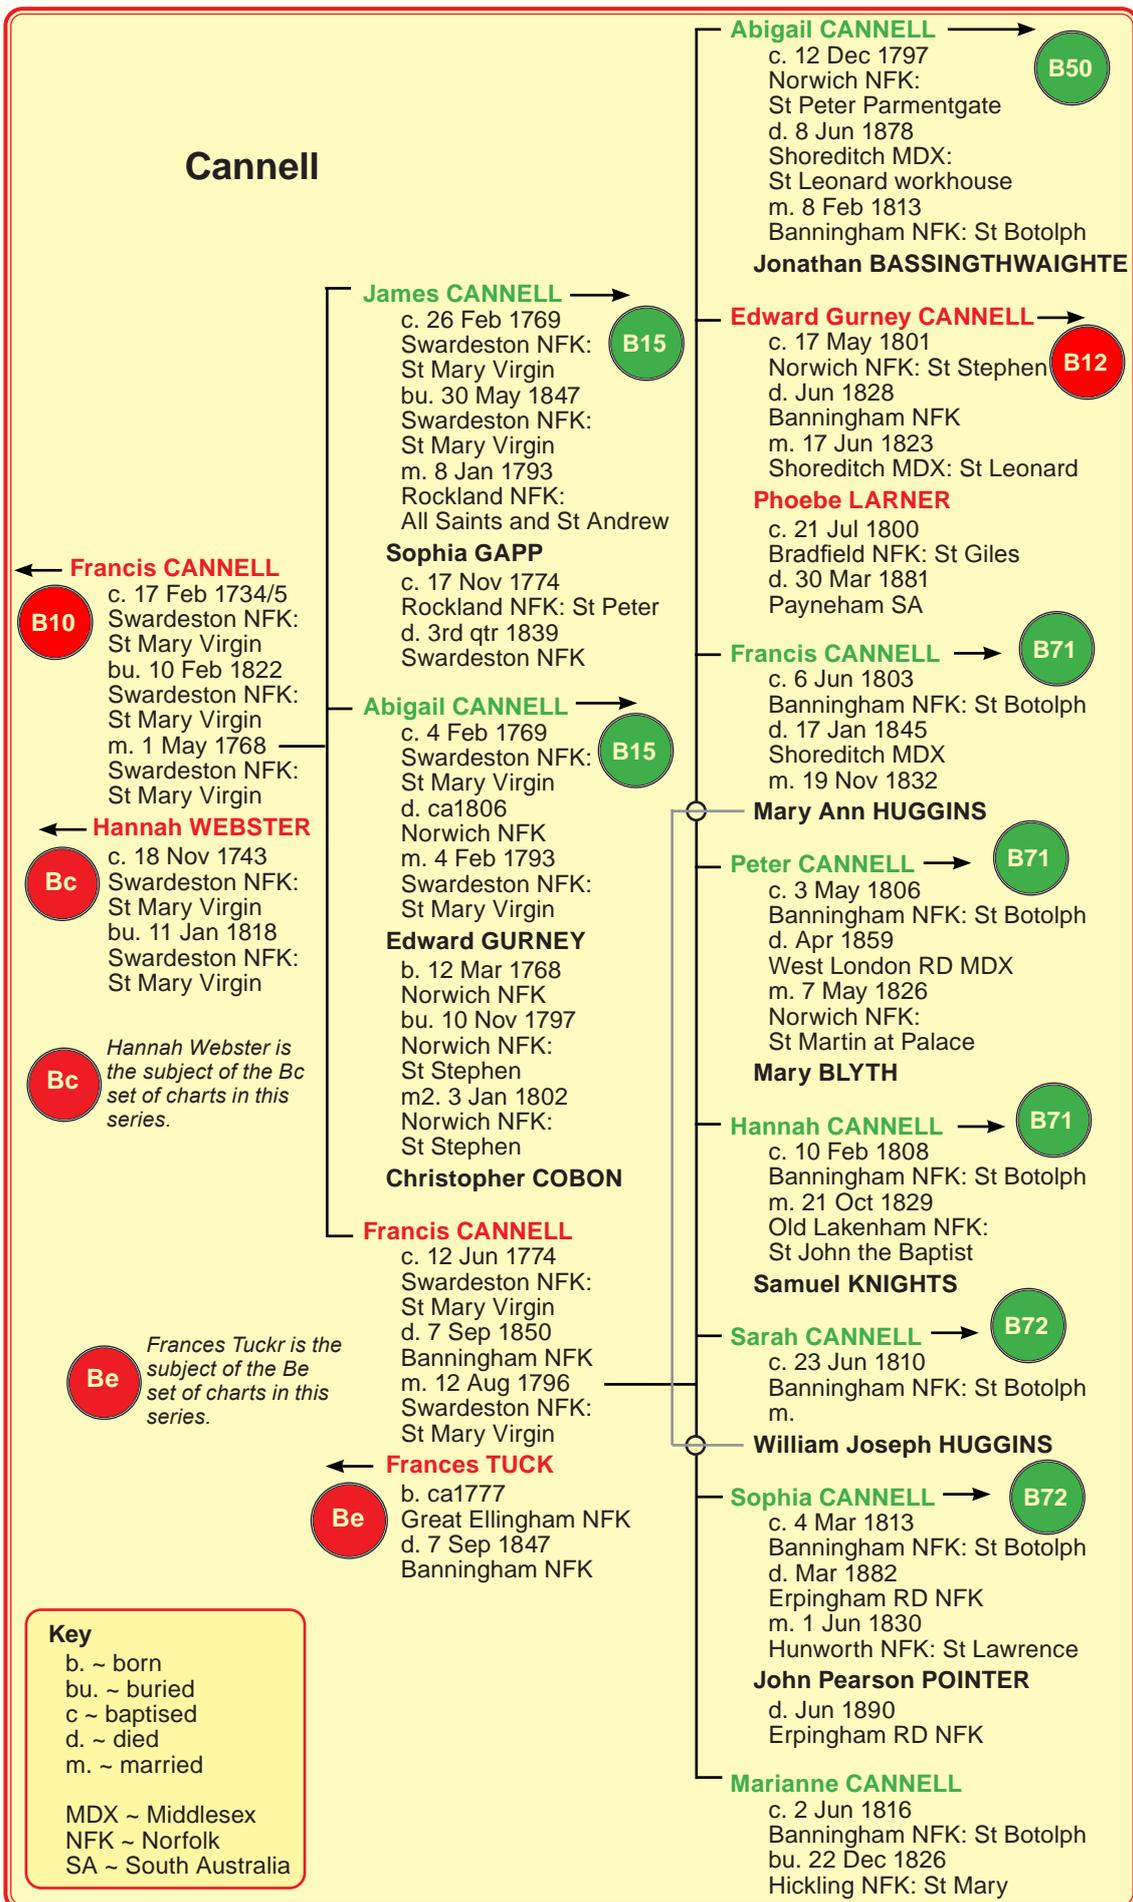 Cannell
Francis CANNELL
B10
c. 17 Feb 1734/5
Swardeston NFK:
St Mary Virgin
bu. 10 Feb 1822
Swardeston NFK:
St Mary Virgin
m. 1 May 1768
Swardeston NFK:
St Mary Virgin
Hannah WEBSTER
Bc
c. 18 Nov 1743
Swardeston NFK:
St Mary Virgin
bu. 11 Jan 1818
Swardeston NFK:
St Mary Virgin
Bc
Hannah Webster is
the subject of the Bc
set of charts in this
series.
Be
Frances Tuckr is the
subject of the Be
set of charts in this
series.
Key
b. ~ born
bu. ~ buried
c ~ baptised
d. ~ died
m. ~ married
MDX ~ Middlesex
NFK ~ Norfolk
SA ~ South Australia
James CANNELL
B15
c. 26 Feb 1769
Swardeston NFK:
St Mary Virgin
bu. 30 May 1847
Swardeston NFK:
St Mary Virgin
m. 8 Jan 1793
Rockland NFK:
All Saints and St Andrew
Sophia GAPP
c. 17 Nov 1774
Rockland NFK: St Peter
d. 3rd qtr 1839
Swardeston NFK
Abigail CANNELL
B15
c. 4 Feb 1769
Swardeston NFK:
St Mary Virgin
d. ca1806
Norwich NFK
m. 4 Feb 1793
Swardeston NFK:
St Mary Virgin
Edward GURNEY
b. 12 Mar 1768
Norwich NFK
bu. 10 Nov 1797
Norwich NFK:
St Stephen
m2. 3 Jan 1802
Norwich NFK:
St Stephen
Christopher COBON
Francis CANNELL
c. 12 Jun 1774
Swardeston NFK:
St Mary Virgin
d. 7 Sep 1850
Banningham NFK
m. 12 Aug 1796
Swardeston NFK:
St Mary Virgin
Frances TUCK
Be
b. ca1777
Great Ellingham NFK
d. 7 Sep 1847
Banningham NFK
Abigail CANNELL
B50
c. 12 Dec 1797
Norwich NFK:
St Peter Parmentgate
d. 8 Jun 1878
Shoreditch MDX:
St Leonard workhouse
m. 8 Feb 1813
Banningham NFK: St Botolph
Jonathan BASSINGTHWAIGHTE
Edward Gurney CANNELL
B12
c. 17 May 1801
Norwich NFK: St Stephen
d. Jun 1828
Banningham NFK
m. 17 Jun 1823
Shoreditch MDX: St Leonard
Phoebe LARNER
c. 21 Jul 1800
Bradfield NFK: St Giles
d. 30 Mar 1881
Payneham SA
Francis CANNELL
B71
c. 6 Jun 1803
Banningham NFK: St Botolph
d. 17 Jan 1845
Shoreditch MDX
m. 19 Nov 1832
Mary Ann HUGGINS
Peter CANNELL
B71
c. 3 May 1806
Banningham NFK: St Botolph
d. Apr 1859
West London RD MDX
m. 7 May 1826
Norwich NFK:
St Martin at Palace
Mary BLYTH
Hannah CANNELL
B71
c. 10 Feb 1808
Banningham NFK: St Botolph
m. 21 Oct 1829
Old Lakenham NFK:
St John the Baptist
Samuel KNIGHTS
Sarah CANNELL
B72
c. 23 Jun 1810
Banningham NFK: St Botolph
m.
William Joseph HUGGINS
Sophia CANNELL
B72
c. 4 Mar 1813
Banningham NFK: St Botolph
d. Mar 1882
Erpingham RD NFK
m. 1 Jun 1830
Hunworth NFK: St Lawrence
John Pearson POINTER
d. Jun 1890
Erpingham RD NFK
Marianne CANNELL
c. 2 Jun 1816
Banningham NFK: St Botolph
bu. 22 Dec 1826
Hickling NFK: St Mary